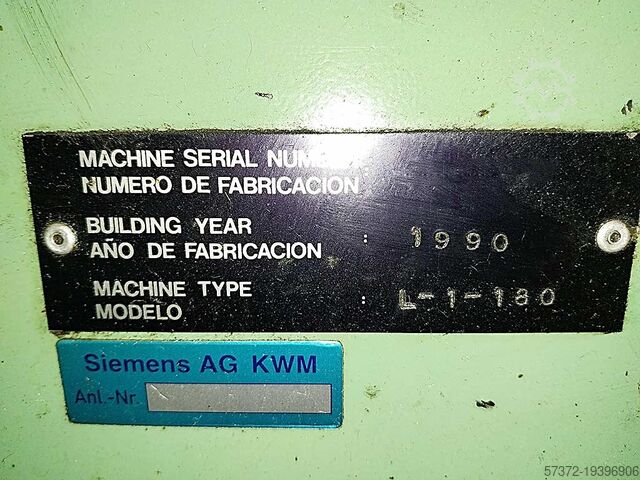 MACHINE SERIAL NUMBER :
NUMERO DE FABRICACION
BUILDING YEAR
AÑO DE FABRICACION : 1990
MACHINE TYPE
MODELO : L-1-180
Siemens AG KWM
Anl.-Nr.
57372-19396906